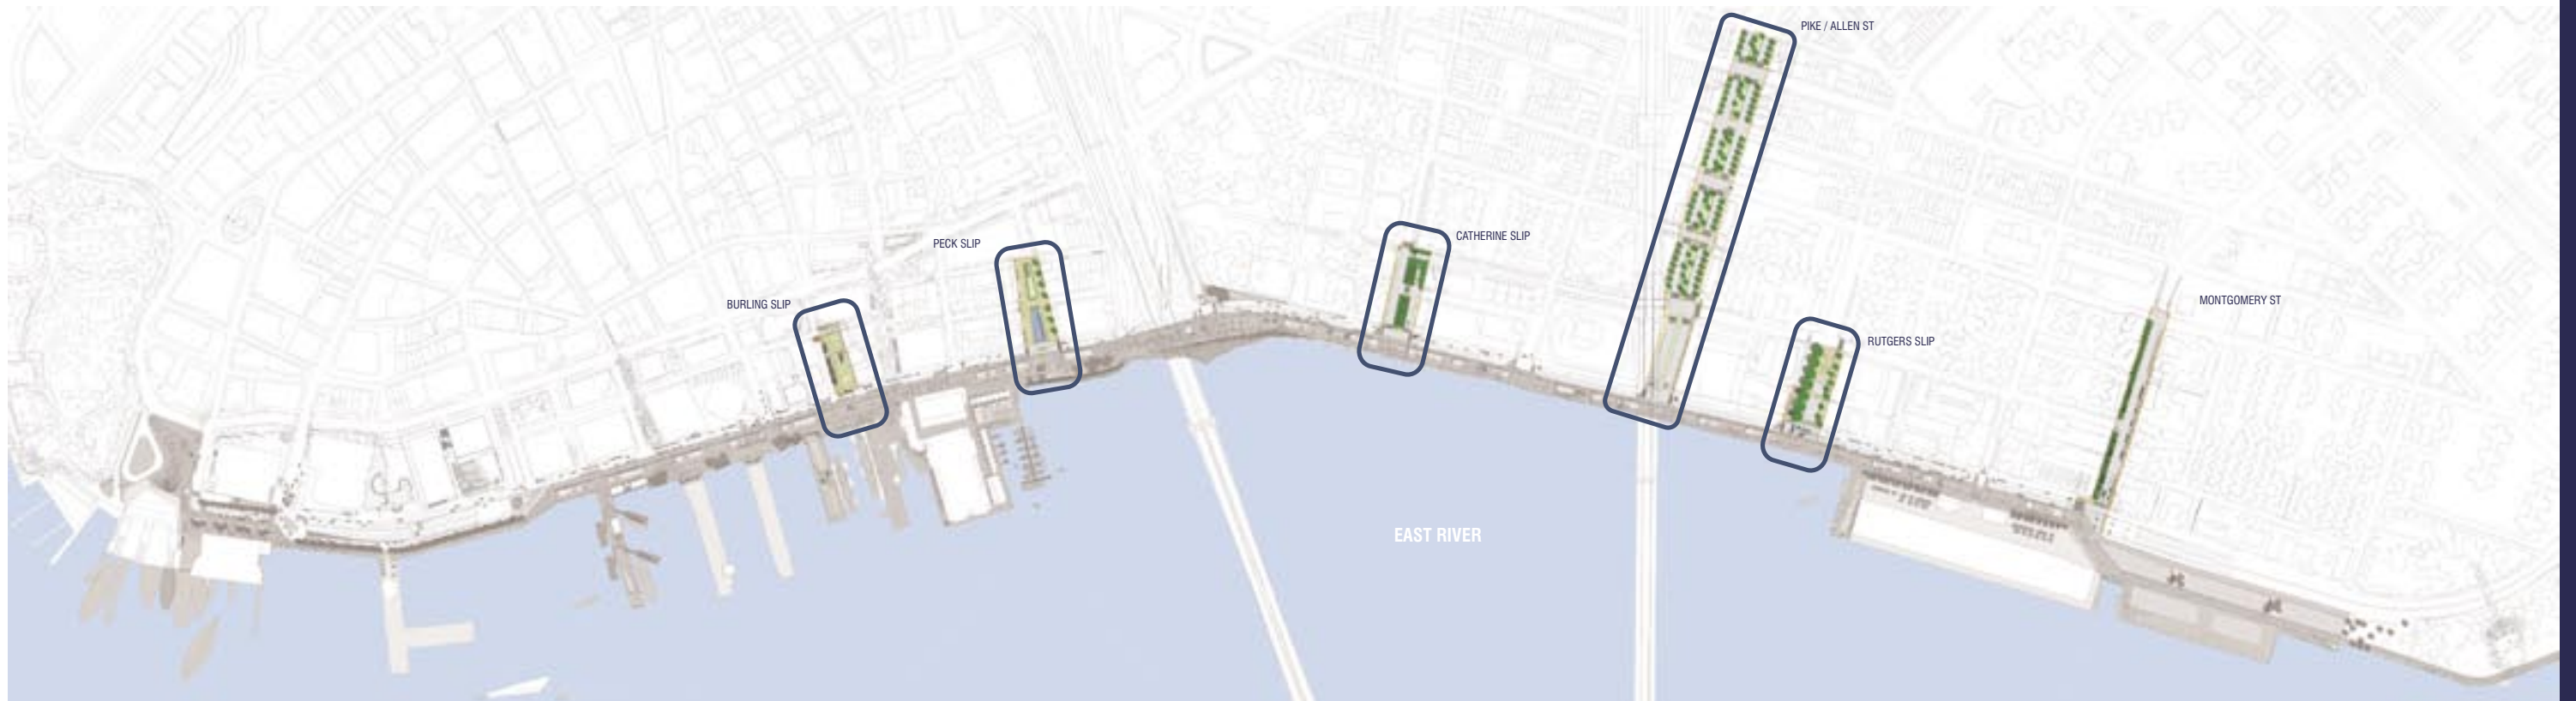 PIKE / ALLEN ST
PECK SLIP
CATHERINE SLIP
BURLING SLIP
MONTGOMERY ST
RUTGERS SLIP
EAST RIVER